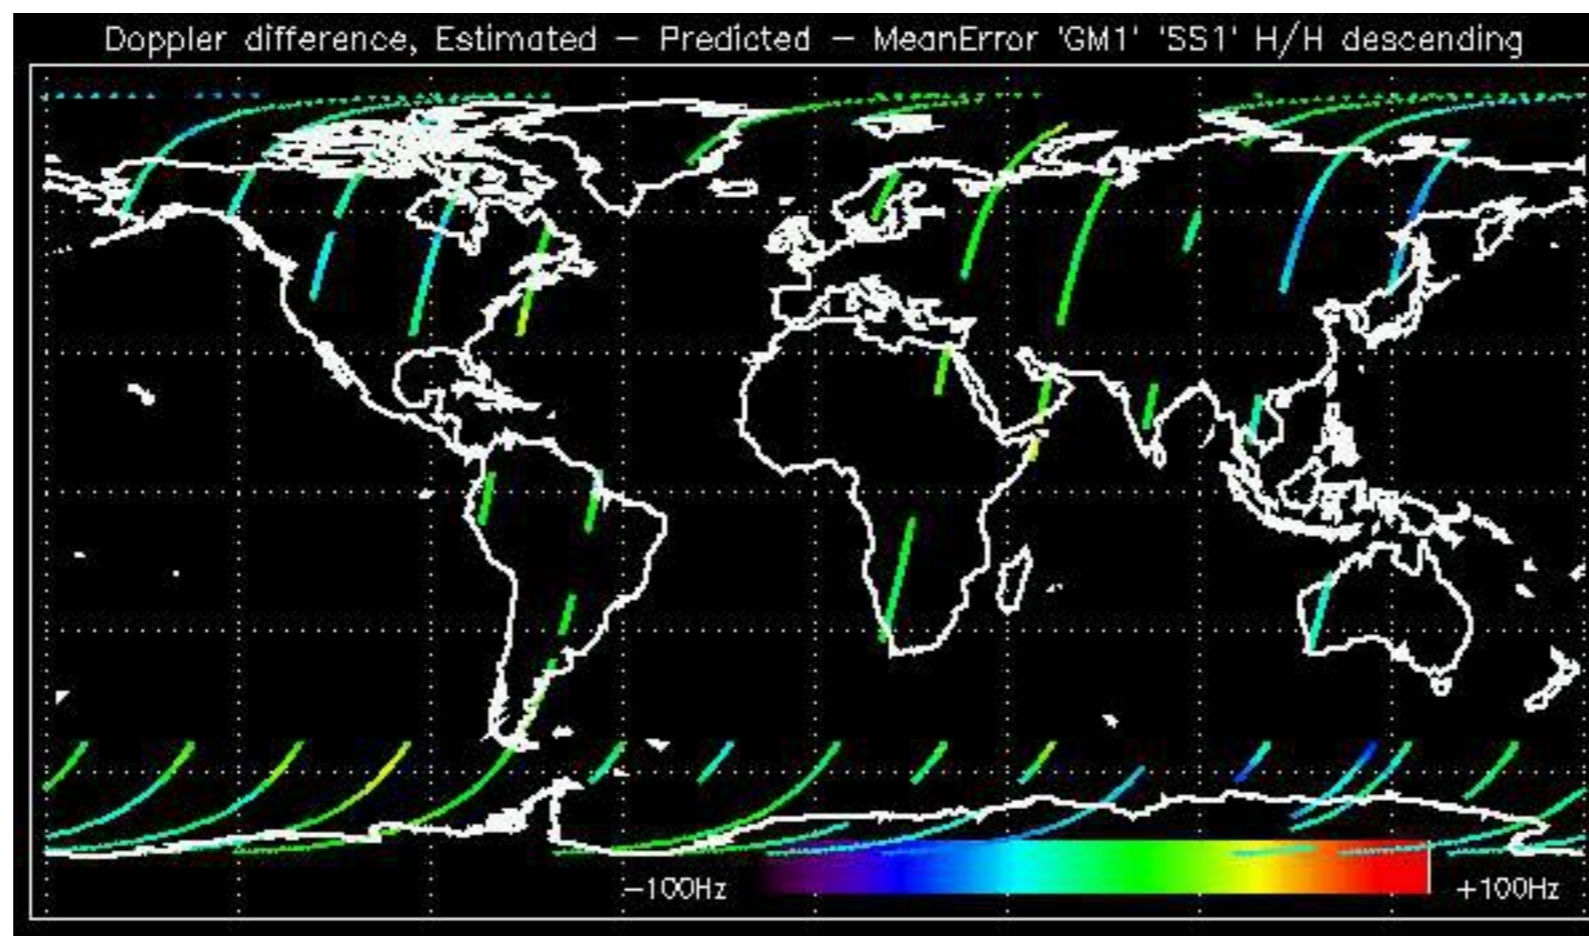 Doppler difference, Estimated – Predicted – MeanError 'GM1' 'SS1' H/H descending
–100Hz
+100Hz